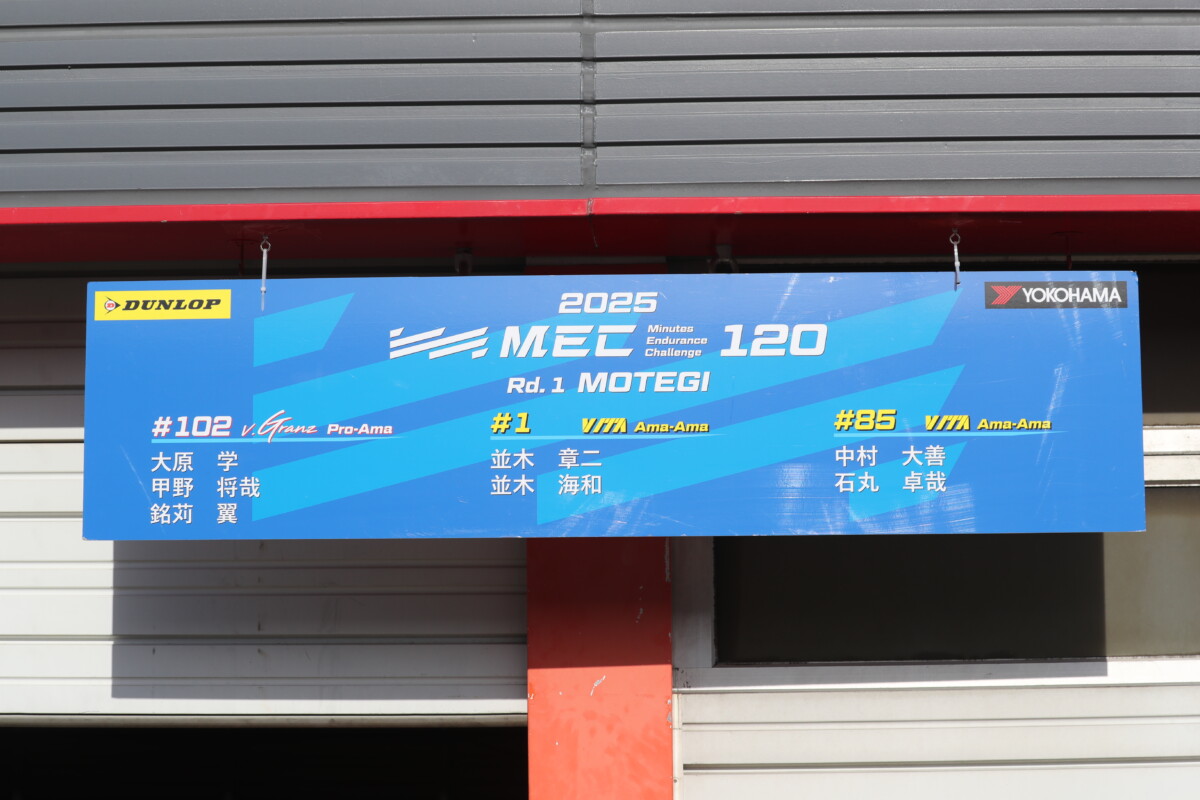 DUNLOP
YOKOHAMA
2025
MEC Minutes Endurance Challenge 120
Rd. 1 MOTEGI
#102 v.Granz Pro-Ama
大原 学
甲野 将哉
銘苅 翼
#1 VITA Ama-Ama
並木 章二
並木 海和
#85 VITA Ama-Ama
中村 大善
石丸 卓哉